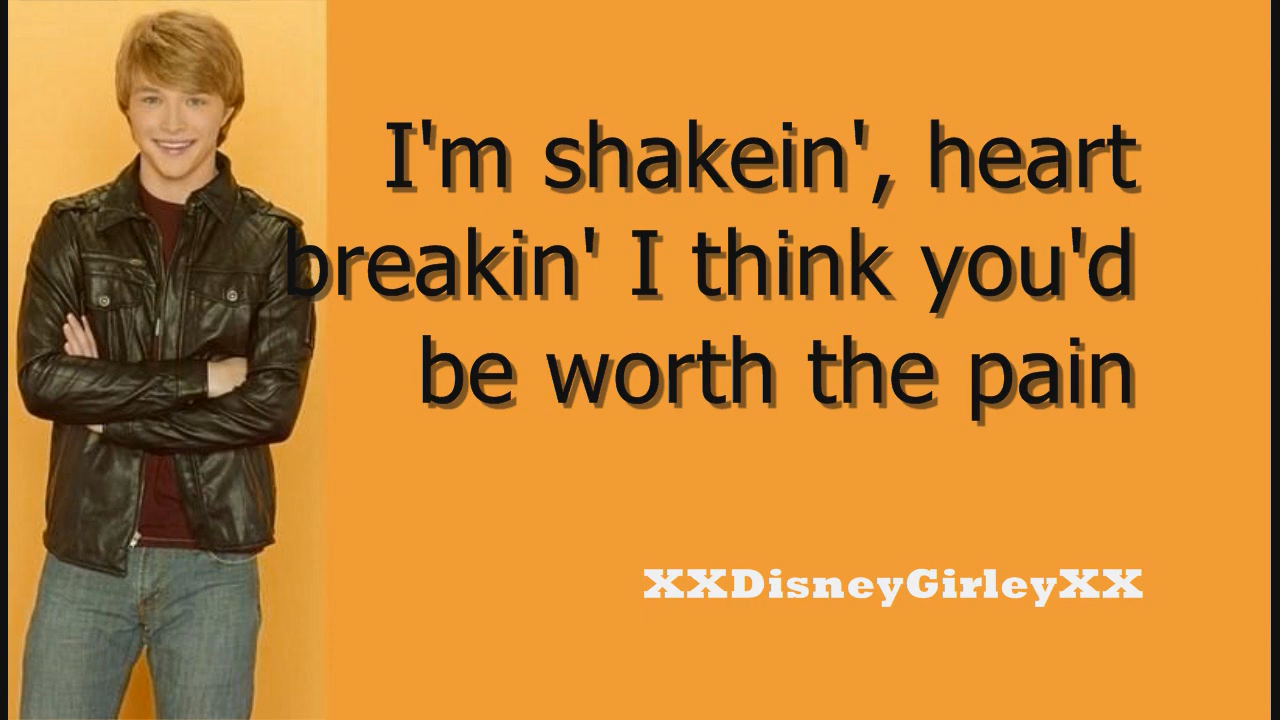 I'm shakein', heart
breakin' I think you'd
be worth the pain
XXDisneyGirleyXX